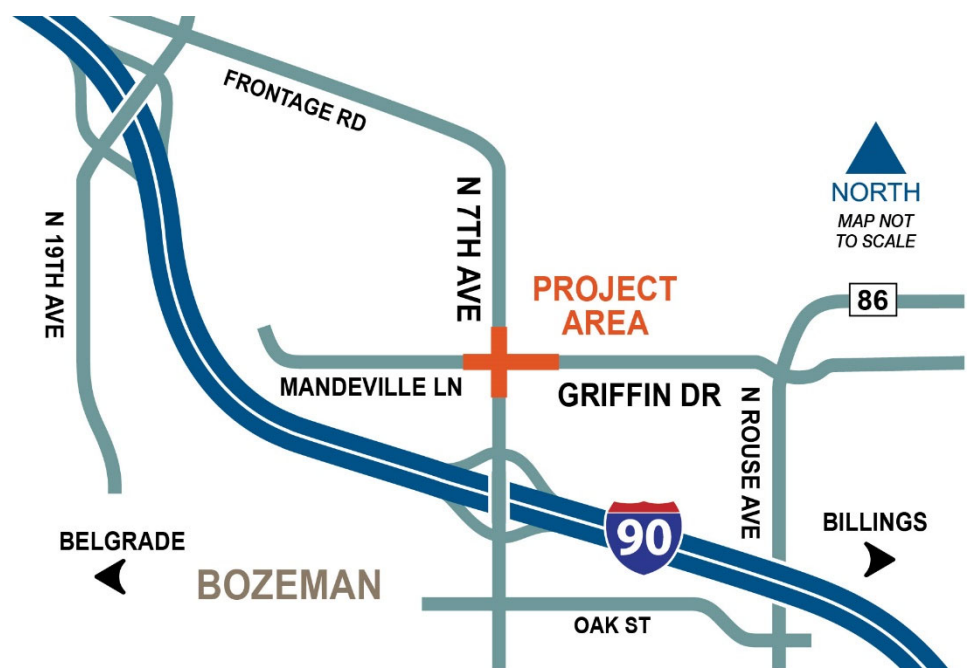 FRONTAGE RD
N 7TH AVE
N 19TH AVE
NORTH
MAP NOT
TO SCALE
PROJECT
AREA
86
MANDEVILLE LN
GRIFFIN DR
N ROUSE AVE
90
BELGRADE
BILLINGS
BOZEMAN
OAK ST